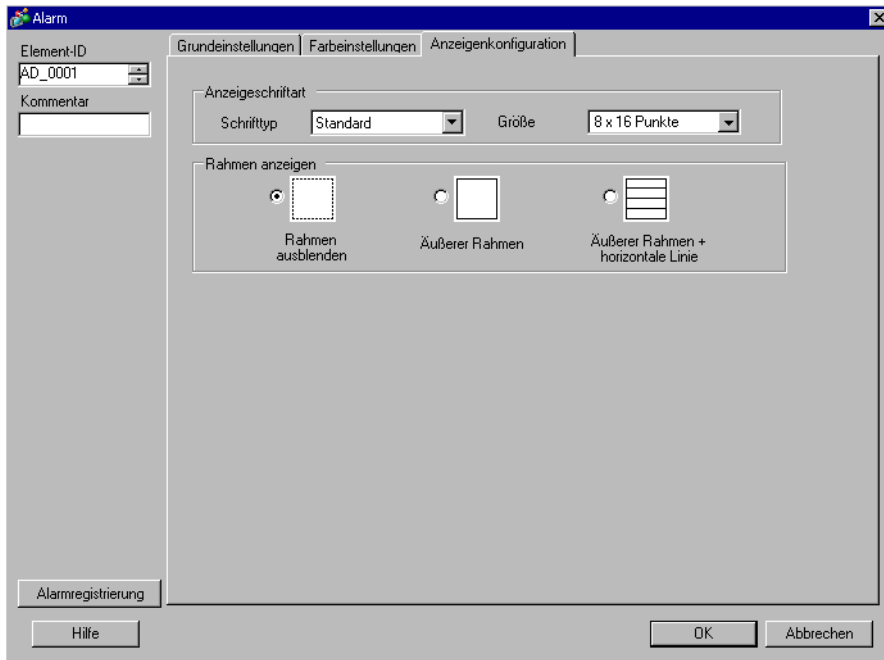 Alarm
Element-ID
AD_0001
Kommentar
Grundeinstellungen
Farbeinstellungen
Anzeigenkonfiguration
Anzeigeschriftart
Schrifttyp
Standard
Größe
8 x 16 Punkte
Rahmen anzeigen
Rahmen
ausblenden
Äußerer Rahmen
Äußerer Rahmen +
horizontale Linie
Alarmregistrierung
Hilfe
OK
Abbrechen